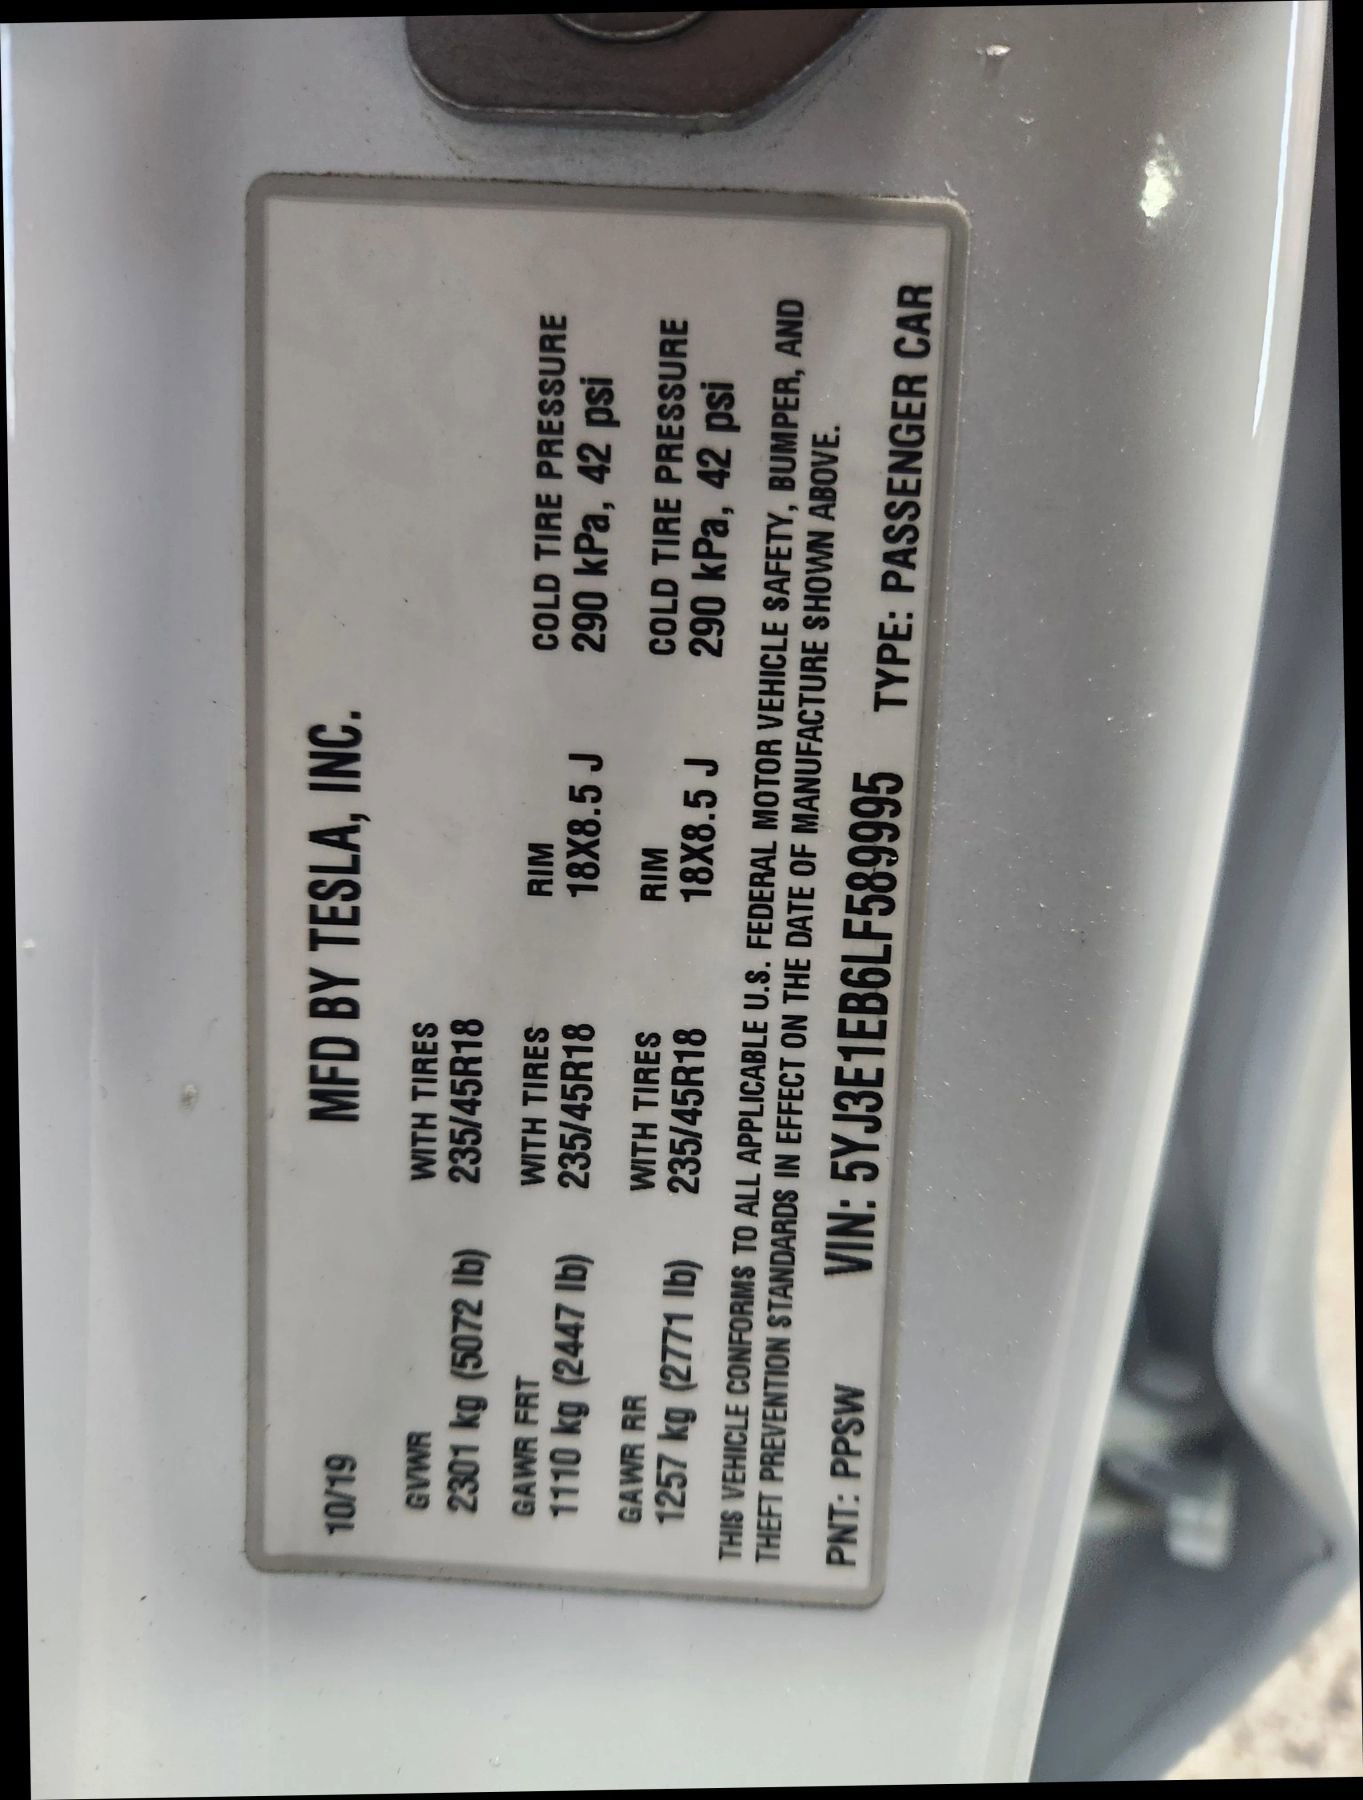 10/19 MFD BY TESLA, INC.
GVWR WITH TIRES
2301 kg (5072 lb) 235/45R18
GAWR FRT WITH TIRES RIM COLD TIRE PRESSURE
1110 kg (2447 lb) 235/45R18 18X8.5 J 290 kPa, 42 psi
GAWR RR WITH TIRES RIM COLD TIRE PRESSURE
1257 kg (2771 lb) 235/45R18 18X8.5 J 290 kPa, 42 psi
THIS VEHICLE CONFORMS TO ALL APPLICABLE U.S. FEDERAL MOTOR VEHICLE SAFETY, BUMPER, AND
THEFT PREVENTION STANDARDS IN EFFECT ON THE DATE OF MANUFACTURE SHOWN ABOVE.
PNT: PPSW VIN: 5YJ3E1EB6LF589995 TYPE: PASSENGER CAR